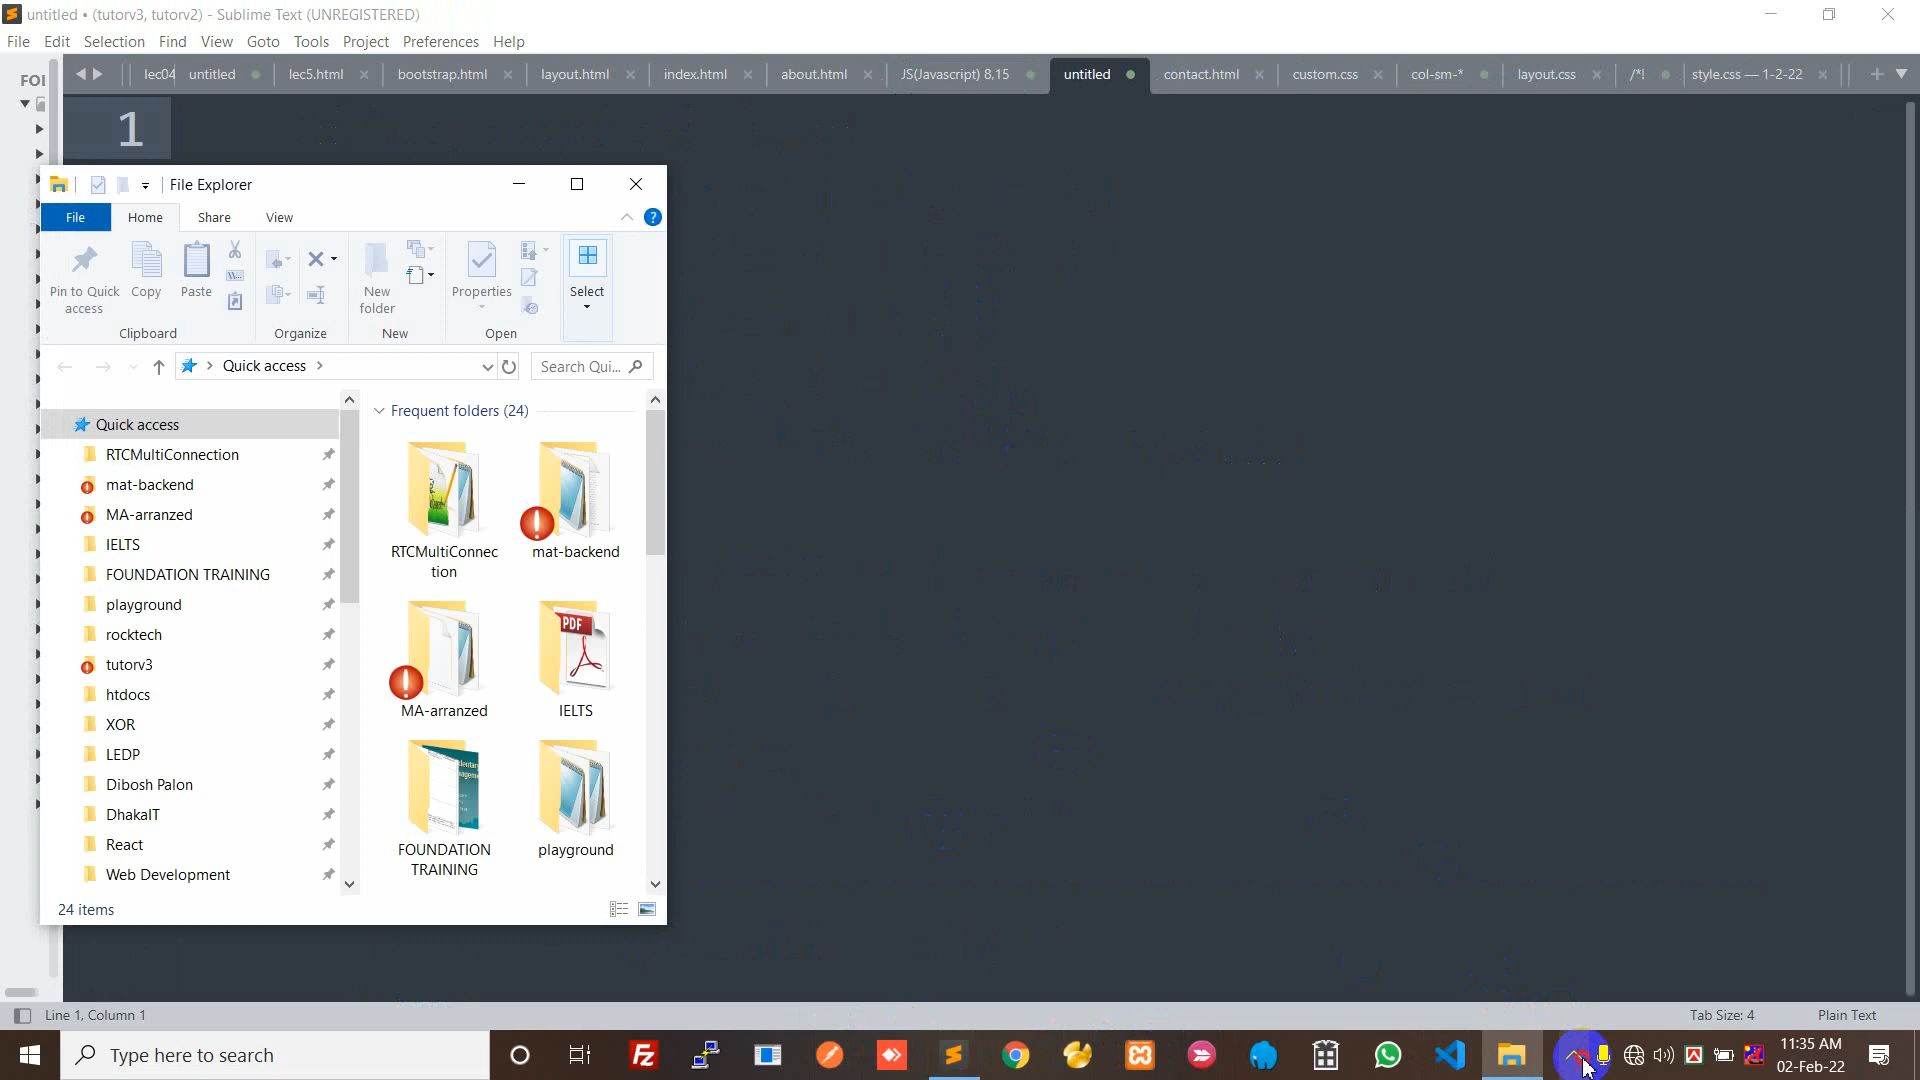 untitled • (tutorv3, tutorv2) - Sublime Text (UNREGISTERED)
File Edit Selection Find View Goto Tools Project Preferences Help
FOI
lec04 untitled lec5.html bootstrap.html layout.html index.html about.html JS(Javascript) 8,15 untitled contact.html custom.css col-sm-* layout.css /*! style.css — 1-2-22
1
File Explorer
File Home Share View
Pin to Quick access
Copy
Paste
New folder
Properties
Select
Clipboard Organize New Open
Quick access
Search Qui...
Frequent folders (24)
Quick access
RTCMultiConnection
mat-backend
MA-arranzed
IELTS
FOUNDATION TRAINING
playground
rocktech
tutorv3
htdocs
XOR
LEDP
Dibosh Palon
DhakaIT
React
Web Development
RTCMultiConnec
tion
mat-backend
MA-arranzed
PDF
IELTS
FOUNDATION
TRAINING
playground
24 items
Line 1, Column 1
Tab Size: 4 Plain Text
Type here to search
11:35 AM
02-Feb-22